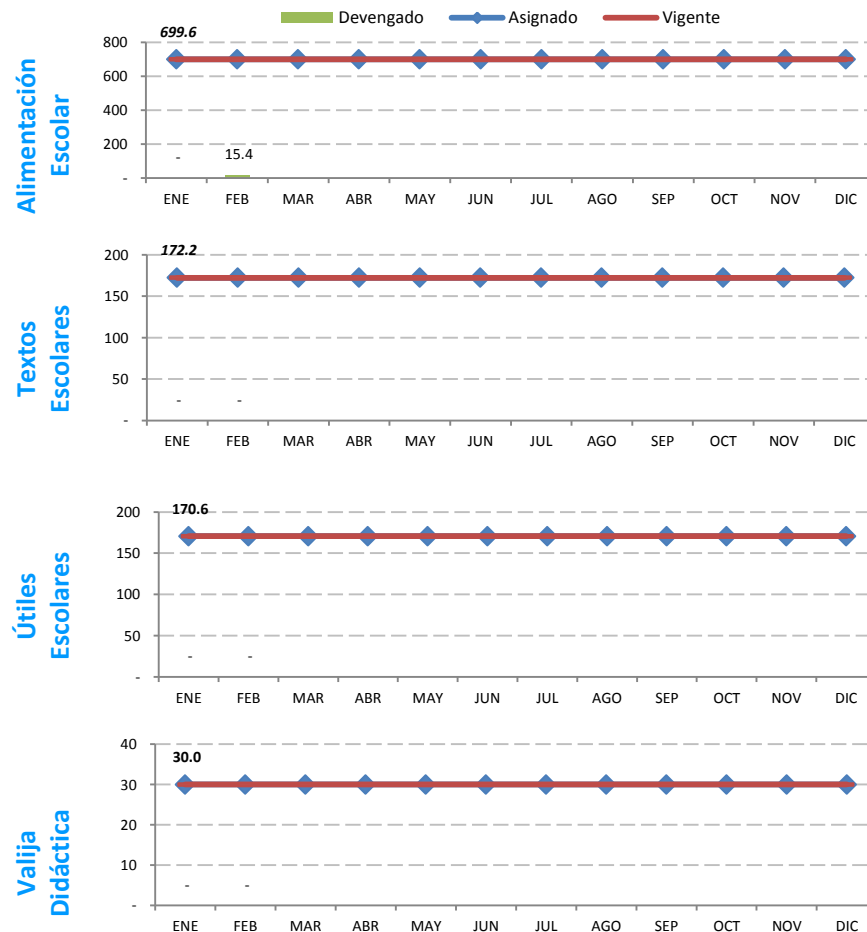 Devengado Asignado Vigente
Alimentación
Escolar
699.6
800
600
400
200
-
- 15.4
ENE FEB MAR ABR MAY JUN JUL AGO SEP OCT NOV DIC
Textos
Escolares
172.2
200
150
100
50
-
- -
ENE FEB MAR ABR MAY JUN JUL AGO SEP OCT NOV DIC
Útiles
Escolares
170.6
200
150
100
50
-
- -
ENE FEB MAR ABR MAY JUN JUL AGO SEP OCT NOV DIC
Valija
Didáctica
30.0
40
30
20
10
-
- -
ENE FEB MAR ABR MAY JUN JUL AGO SEP OCT NOV DIC